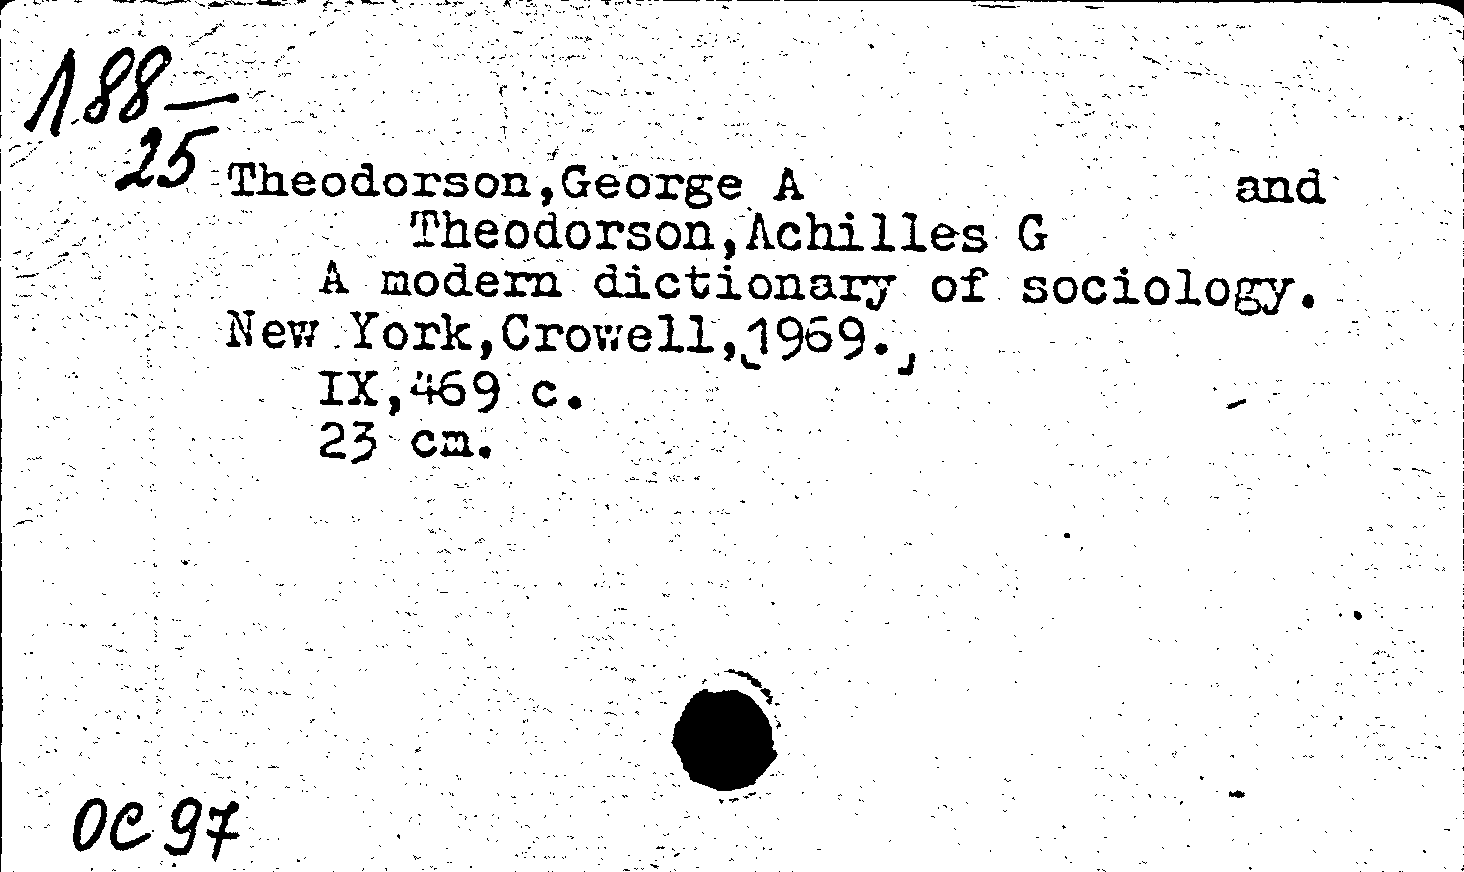 Λ88—
25
Theodorson,George A and
Theodorson,Achilles G
A modern dictionary of sociology.
New York,Crowell,[1969.]
IX,469 c.
23 cm.
ОС 97